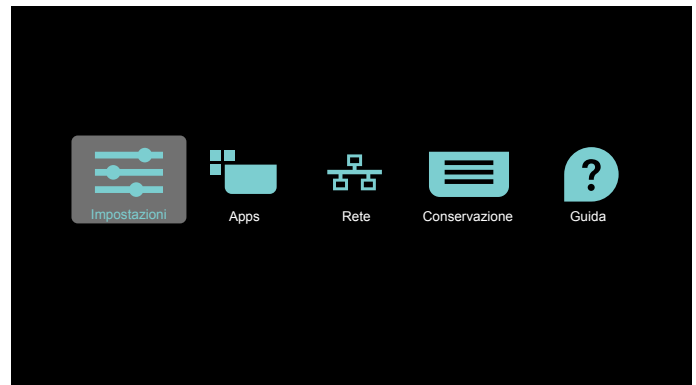 Impostazioni
Apps
Rete
Conservazione
Guida